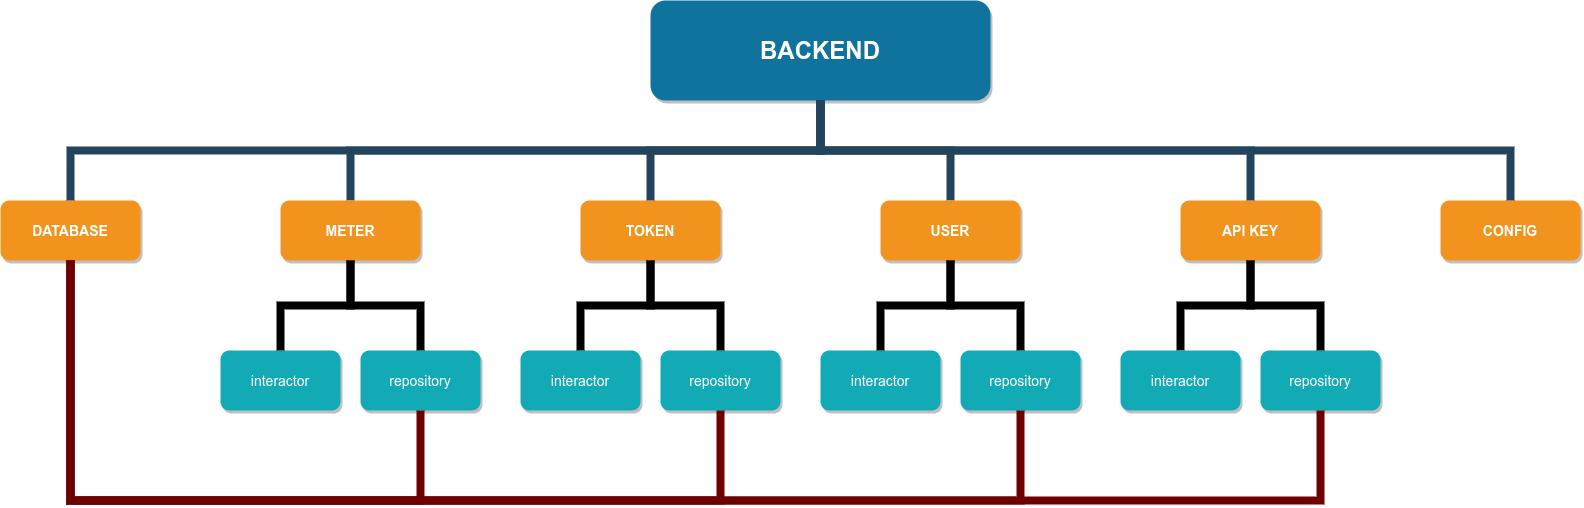 BACKEND
DATABASE
METER
TOKEN
USER
API KEY
CONFIG
interactor
repository
interactor
repository
interactor
repository
interactor
repository